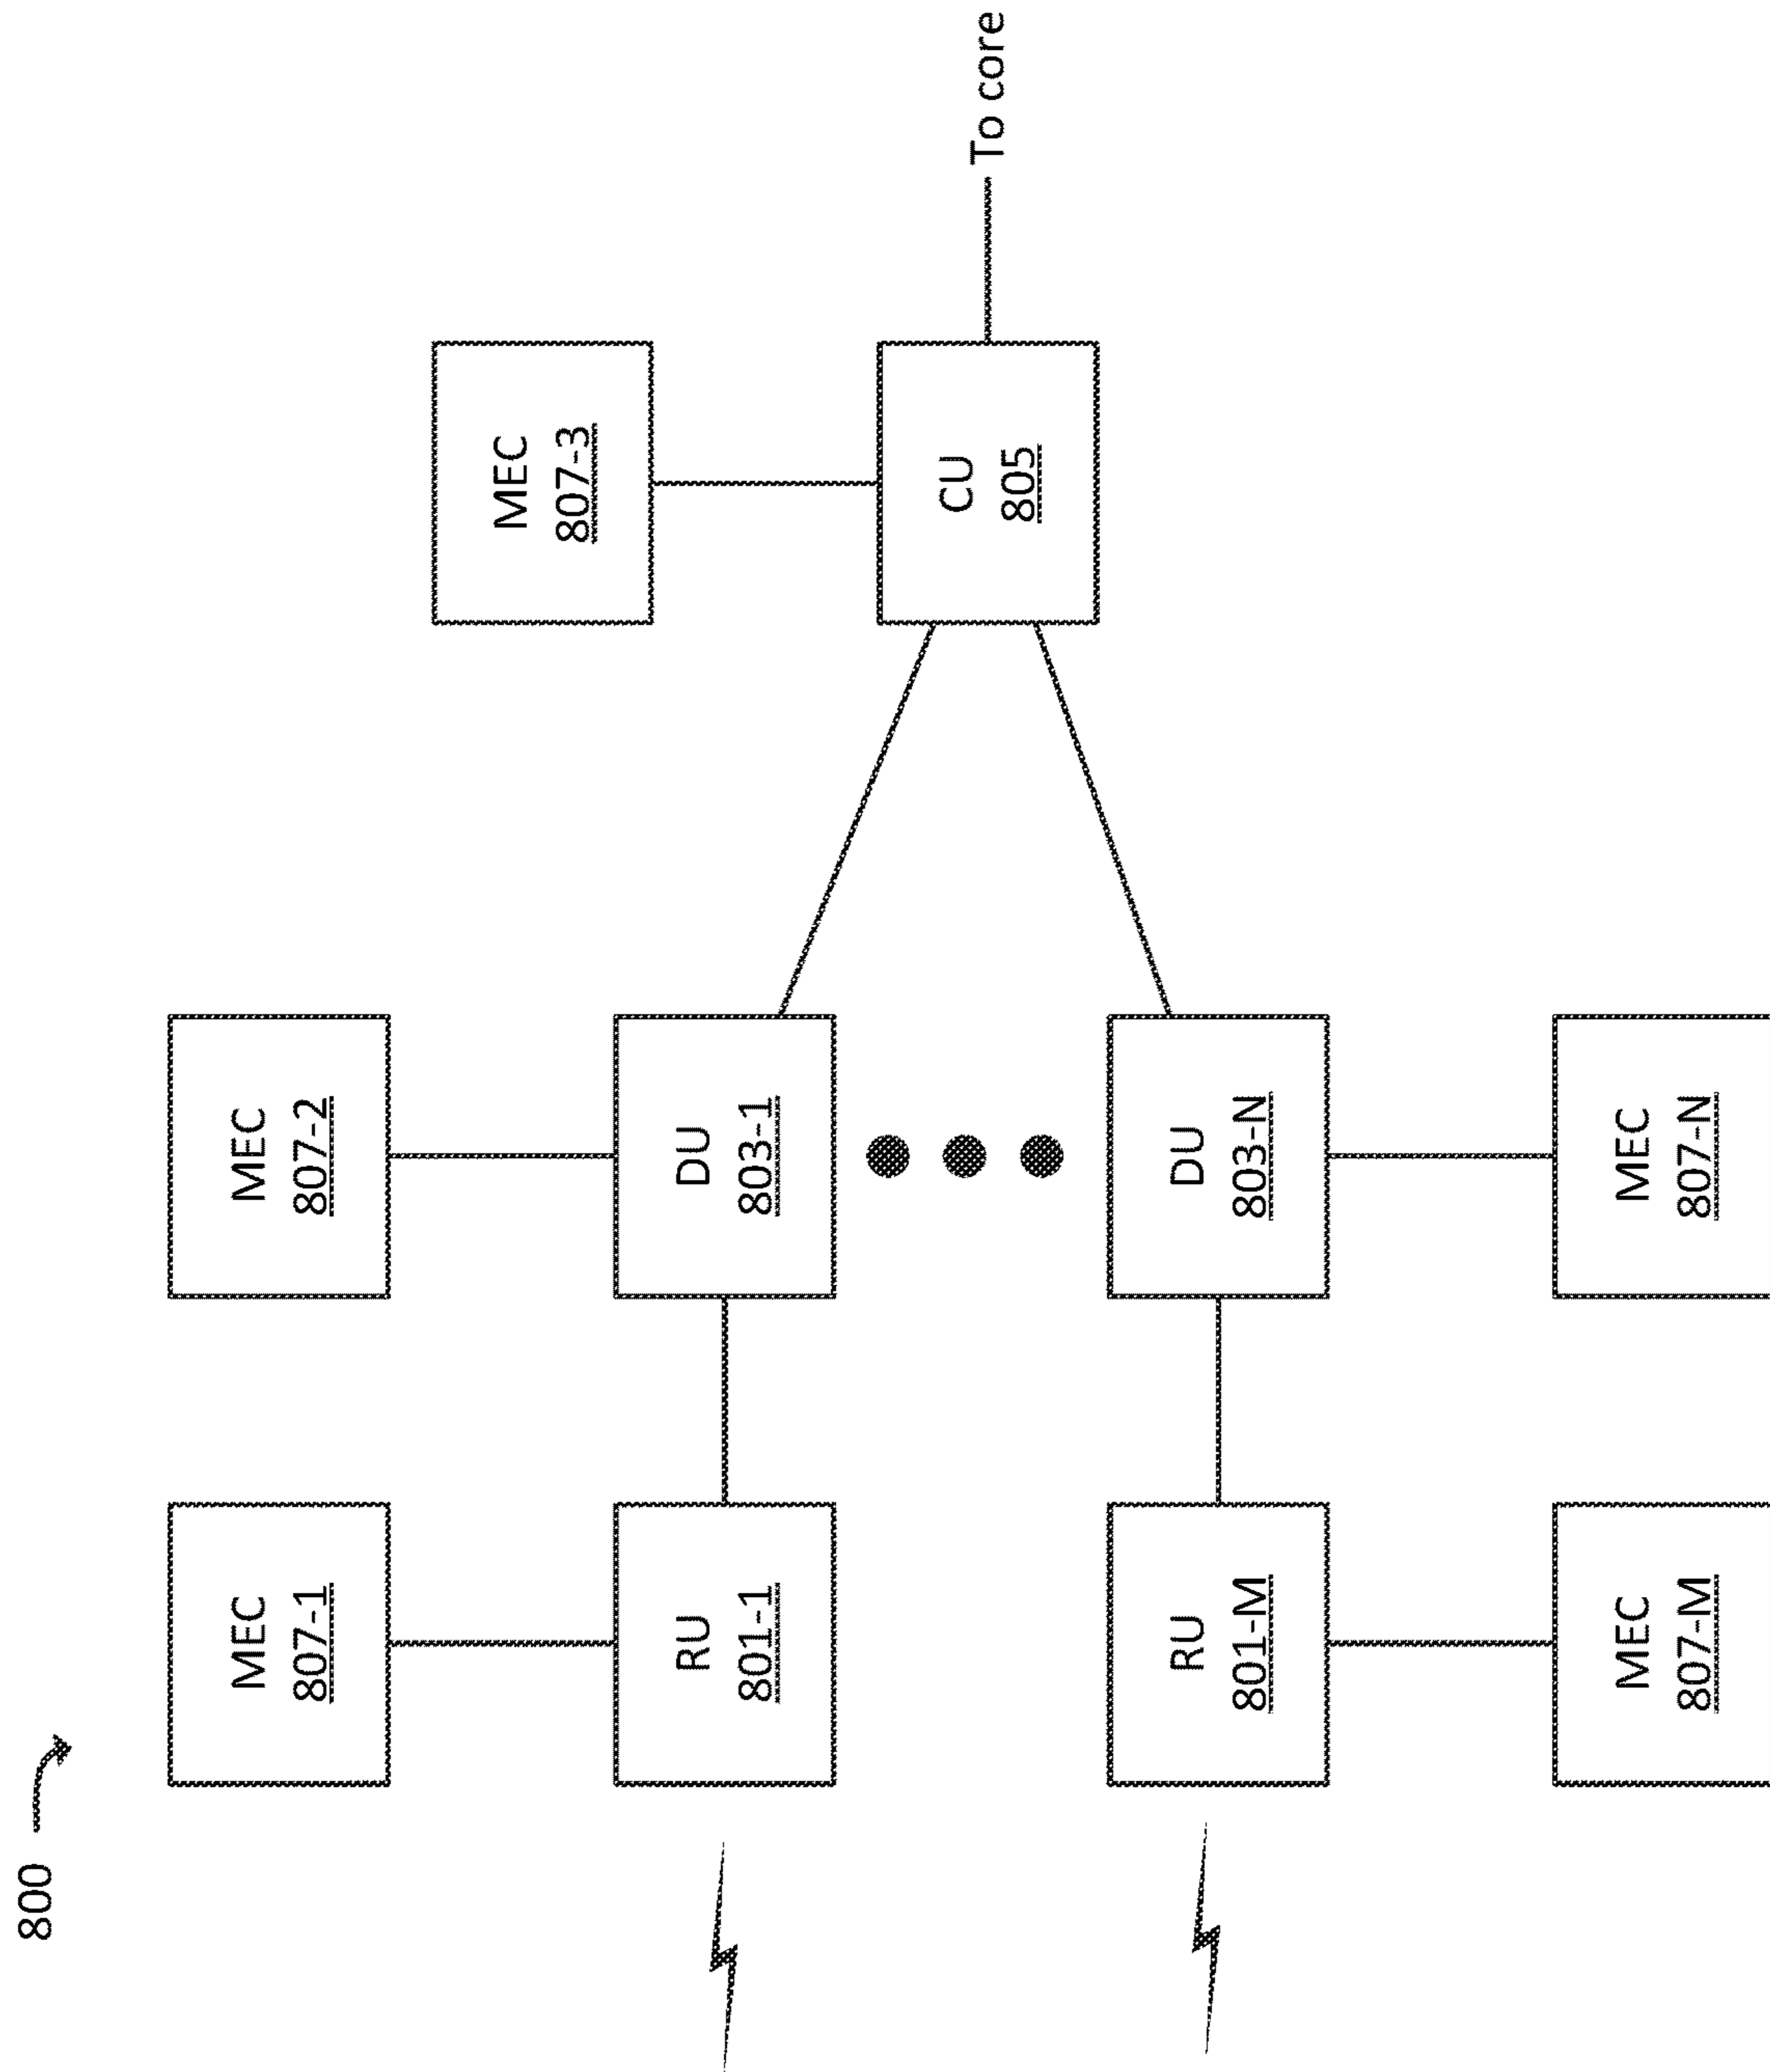 800
MEC
807-1
MEC
807-2
MEC
807-3
RU
801-1
DU
803-1
CU
805
To core
RU
801-M
DU
803-N
MEC
807-M
MEC
807-N